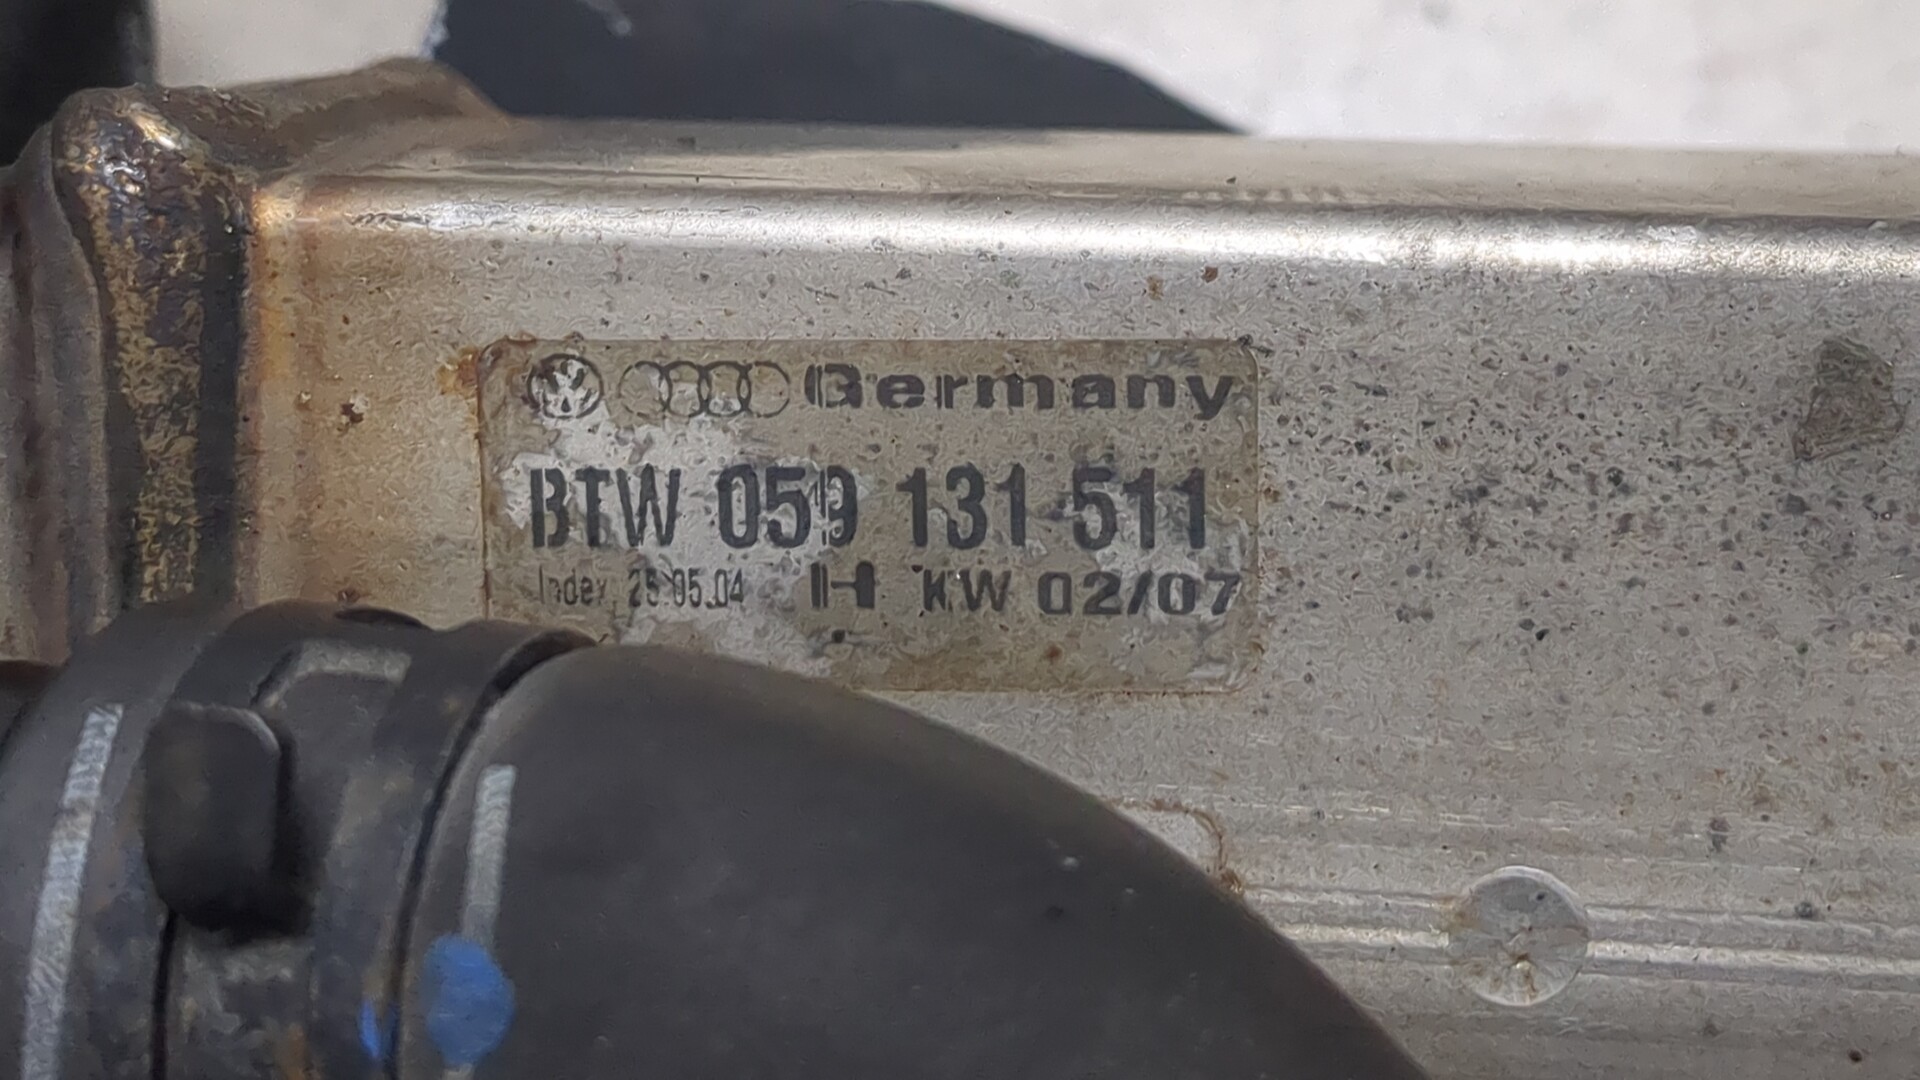 Germany
BTW 059 131 511
Index 25.05.04 H KW 02/07